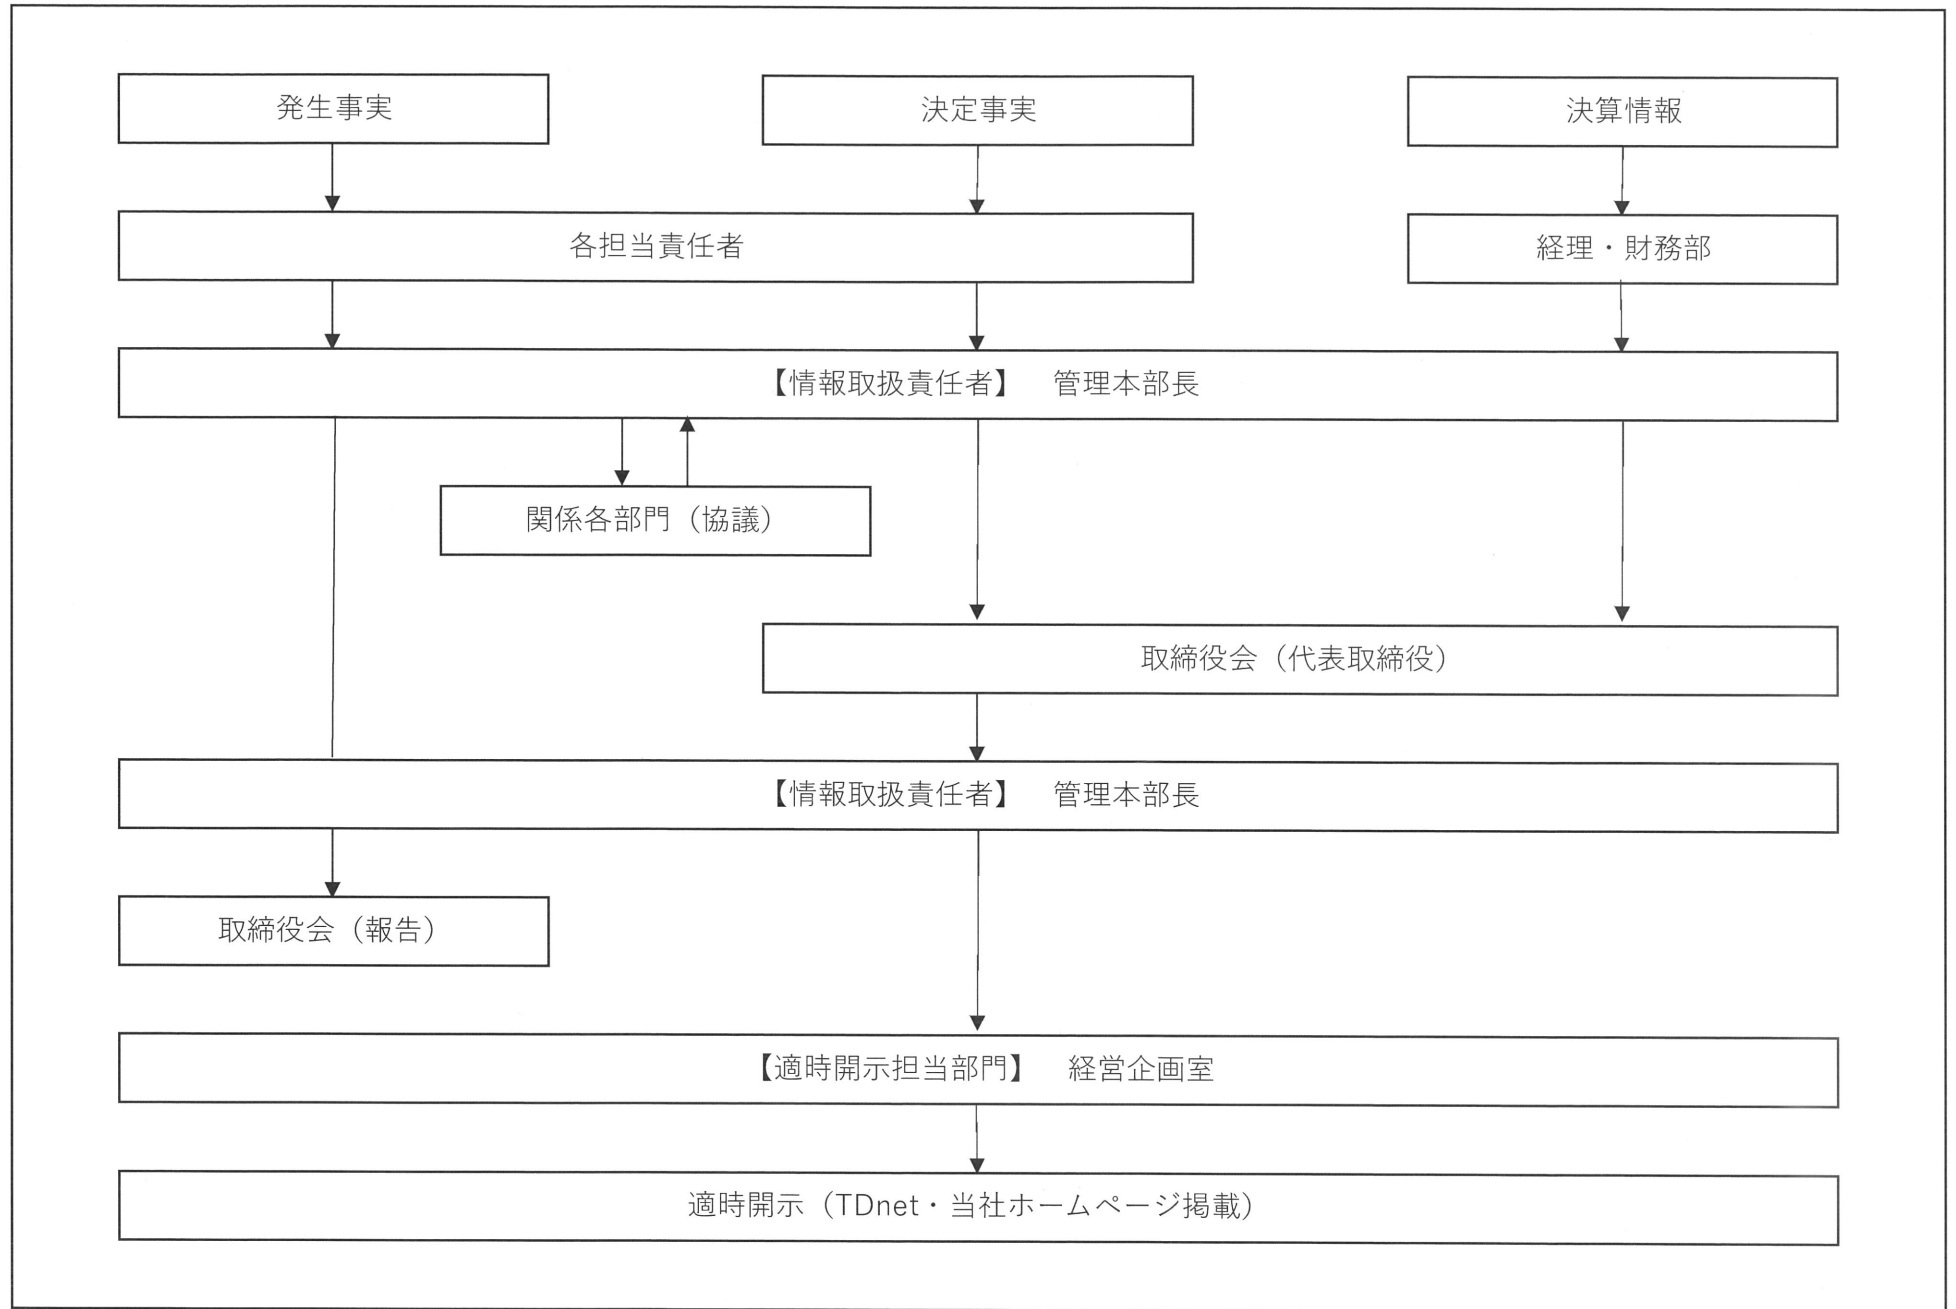 発生事実
決定事実
決算情報
各担当責任者
経理・財務部
【情報取扱責任者】　管理本部長
関係各部門（協議）
取締役会（代表取締役）
【情報取扱責任者】　管理本部長
取締役会（報告）
【適時開示担当部門】　経営企画室
適時開示（TDnet・当社ホームページ掲載）